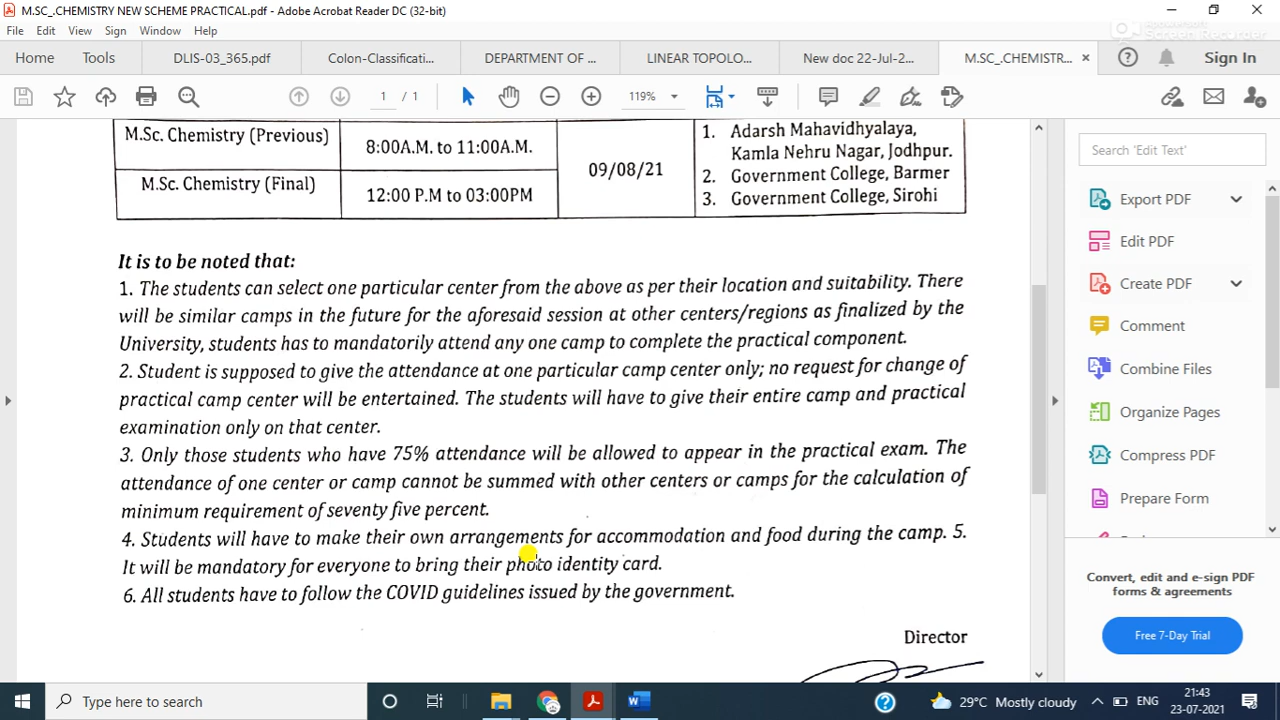 M.SC_.CHEMISTRY NEW SCHEME PRACTICAL.pdf - Adobe Acrobat Reader DC (32-bit)
File Edit View Sign Window Help
Screen Recorder
Home Tools DLIS-03_365.pdf Colon-Classificati... DEPARTMENT OF ... LINEAR TOPOLO... New doc 22-Jul-2... M.SC_.CHEMISTR... × Sign In
1 / 1 119%
M.Sc. Chemistry (Previous) 8:00A.M. to 11:00A.M.
M.Sc. Chemistry (Final) 12:00 P.M to 03:00PM
09/08/21
1. Adarsh Mahavidhyalaya,
Kamla Nehru Nagar, Jodhpur.
2. Government College, Barmer
3. Government College, Sirohi
It is to be noted that:
1. The students can select one particular center from the above as per their location and suitability. There
will be similar camps in the future for the aforesaid session at other centers/regions as finalized by the
University, students has to mandatorily attend any one camp to complete the practical component.
2. Student is supposed to give the attendance at one particular camp center only; no request for change of
practical camp center will be entertained. The students will have to give their entire camp and practical
examination only on that center.
3. Only those students who have 75% attendance will be allowed to appear in the practical exam. The
attendance of one center or camp cannot be summed with other centers or camps for the calculation of
minimum requirement of seventy five percent.
4. Students will have to make their own arrangements for accommodation and food during the camp. 5.
It will be mandatory for everyone to bring their photo identity card.
6. All students have to follow the COVID guidelines issued by the government.
Director
Search 'Edit Text'
Export PDF
Edit PDF
Create PDF
Comment
Combine Files
Organize Pages
Compress PDF
Prepare Form
Convert, edit and e-sign PDF
forms & agreements
Free 7-Day Trial
Type here to search
29°C Mostly cloudy ENG
21:43
23-07-2021